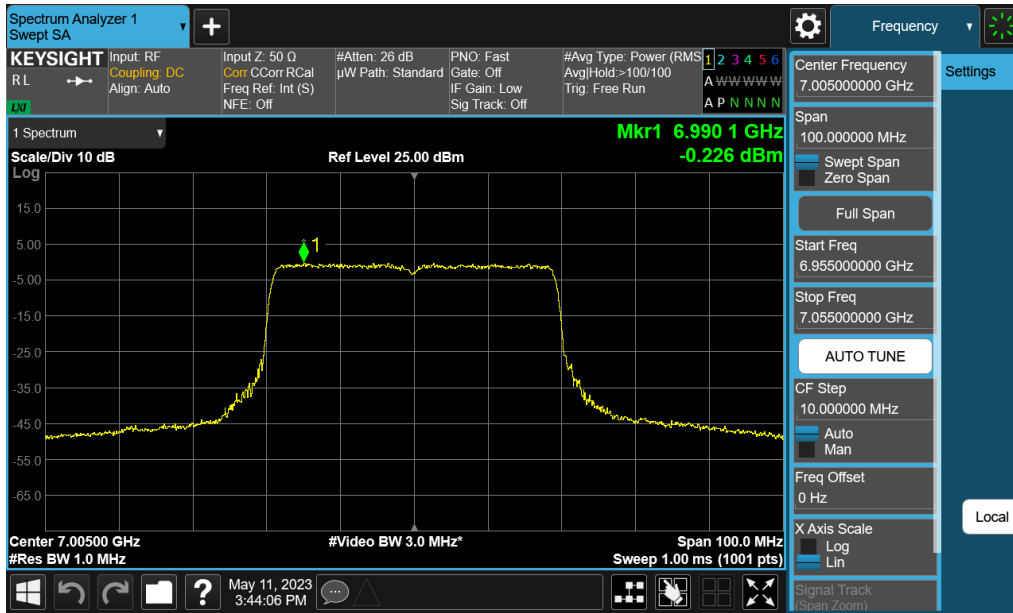 Spectrum Analyzer 1
Swept SA
+
Frequency
KEYSIGHT
RL
LXI
Input: RF
Coupling: DC
Align: Auto
Input Z: 50 Ω
Corr CCorr RCal
Freq Ref: Int (S)
NFE: Off
#Atten: 26 dB
µW Path: Standard
PNO: Fast
Gate: Off
IF Gain: Low
Sig Track: Off
#Avg Type: Power (RMS
Avg|Hold:>100/100
Trig: Free Run
1 2 3 4 5 6
A W W W W W
A P N N N N
1 Spectrum
Scale/Div 10 dB
Log
Ref Level 25.00 dBm
Mkr1 6.990 1 GHz
-0.226 dBm
15.0
5.00
-5.00
-15.0
-25.0
-35.0
-45.0
-55.0
-65.0
1
Center 7.00500 GHz
#Res BW 1.0 MHz
#Video BW 3.0 MHz*
Span 100.0 MHz
Sweep 1.00 ms (1001 pts)
?
May 11, 2023
3:44:06 PM
Center Frequency
7.005000000 GHz
Span
100.000000 MHz
Swept Span
Zero Span
Full Span
Start Freq
6.955000000 GHz
Stop Freq
7.055000000 GHz
AUTO TUNE
CF Step
10.000000 MHz
Auto
Man
Freq Offset
0 Hz
X Axis Scale
Log
Lin
Signal Track
(Span Zoom)
Settings
Local